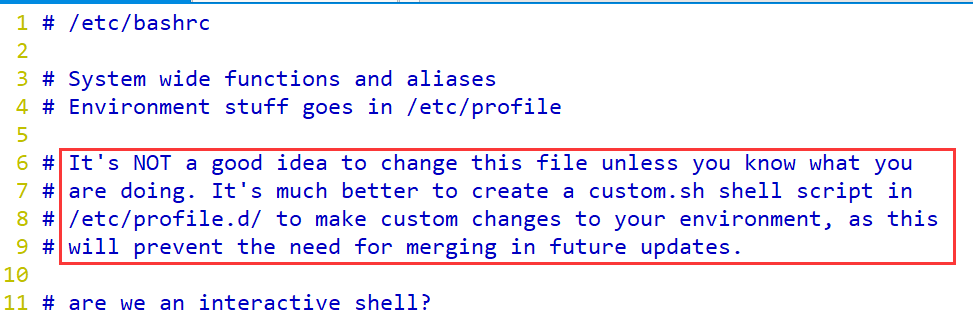 1 # /etc/bashrc
2
3 # System wide functions and aliases
4 # Environment stuff goes in /etc/profile
5
6 # It's NOT a good idea to change this file unless you know what you
7 # are doing. It's much better to create a custom.sh shell script in
8 # /etc/profile.d/ to make custom changes to your environment, as this
9 # will prevent the need for merging in future updates.
10
11 # are we an interactive shell?